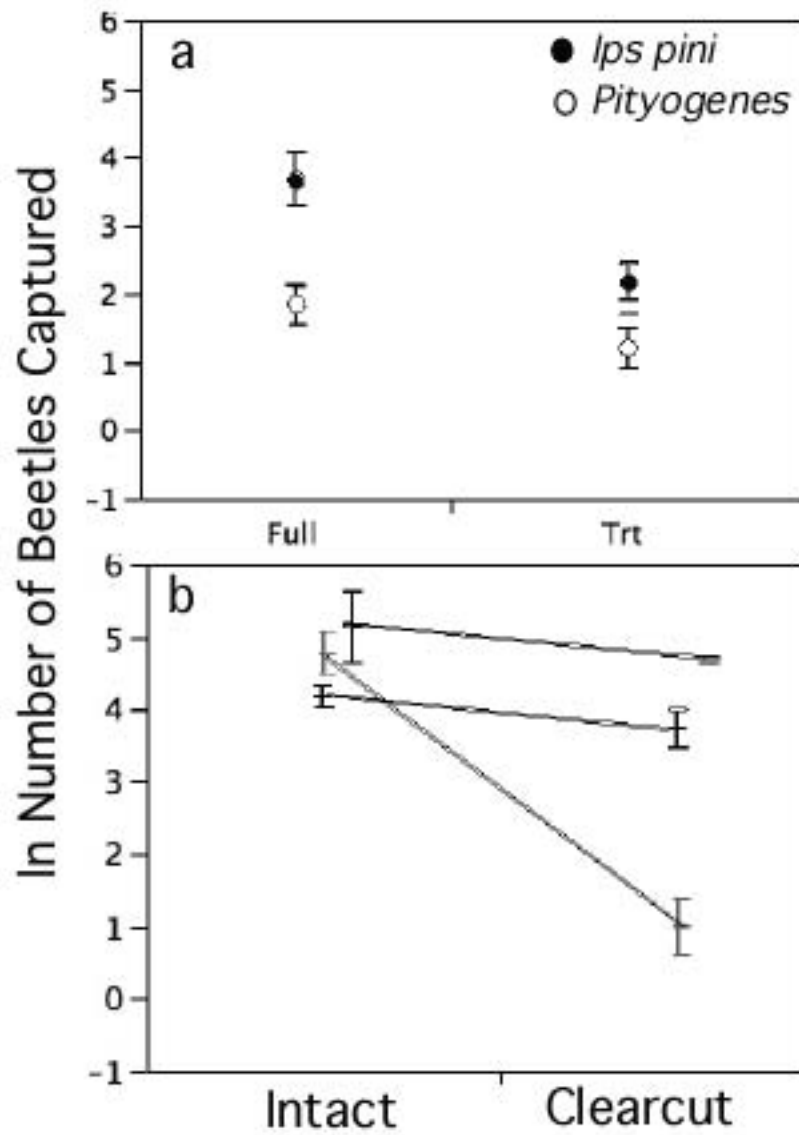 ln Number of Beetles Captured
6
a
Ips pini
Pityogenes
5
4
3
2
1
0
-1
Full
Trt
6
b
5
4
3
2
1
0
-1
Intact
Clearcut